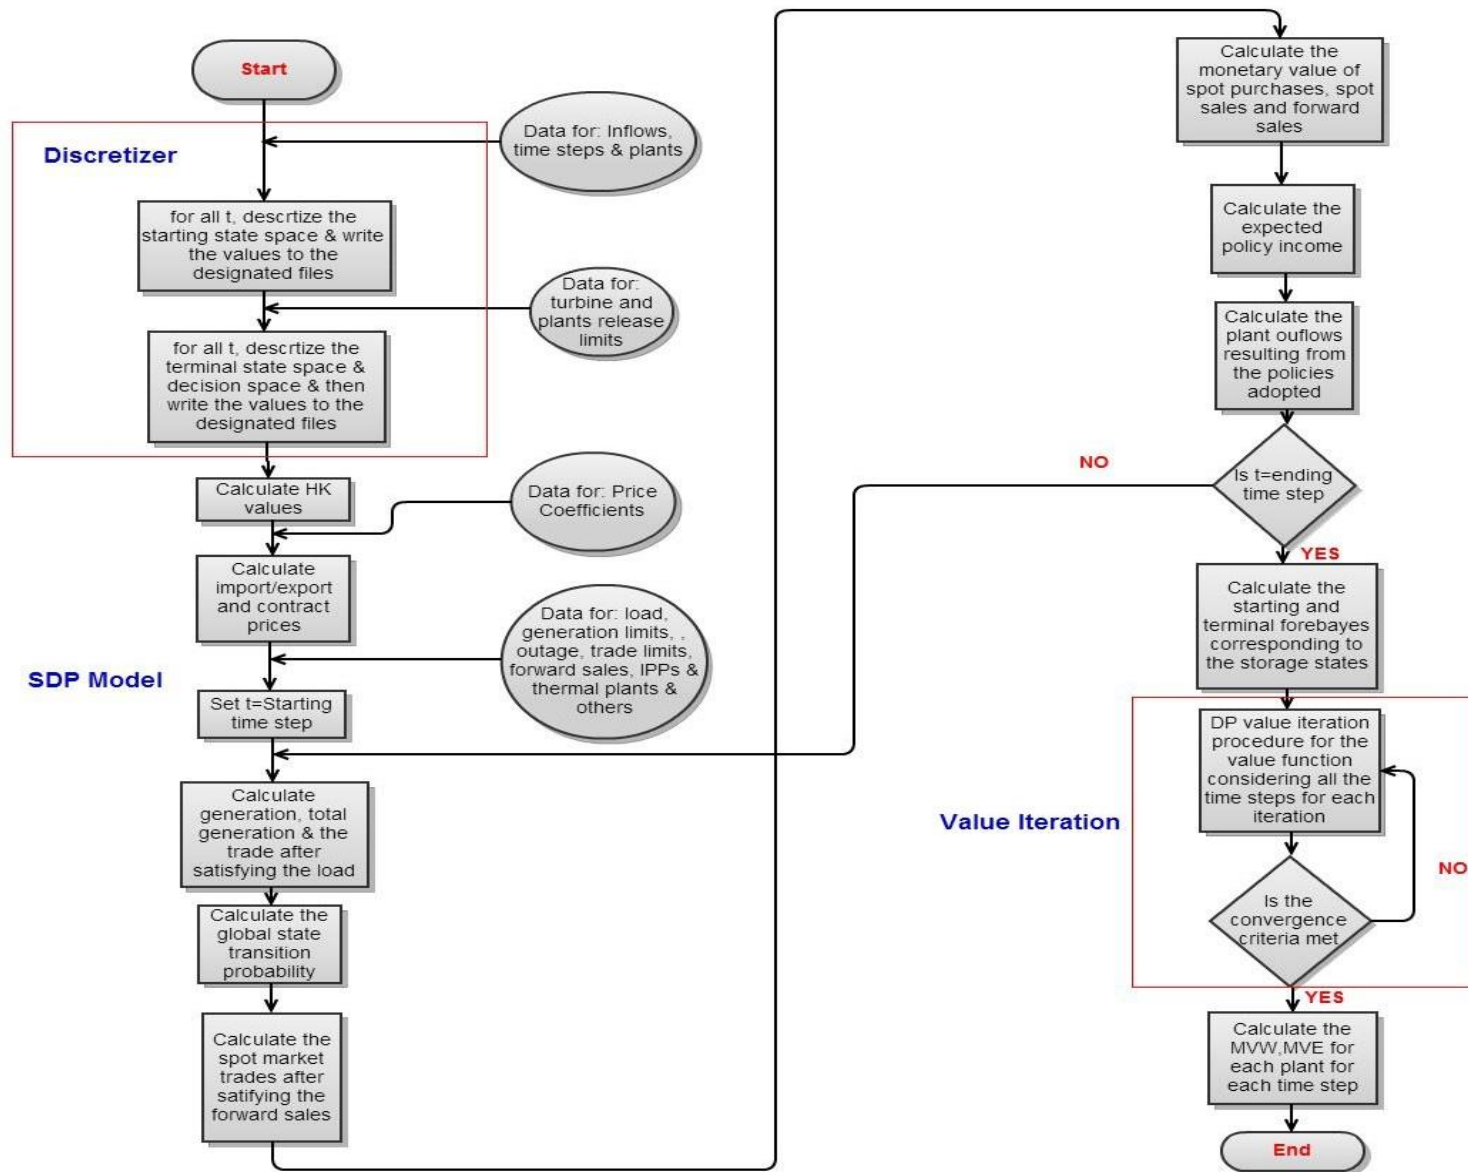 Start
Data for: Inflows,
time steps & plants
Discretizer
for all t, descrtize the
starting state space & write
the values to the
designated files
Data for:
turbine and
plants release
limits
for all t, descrtize the
terminal state space &
decision space & then
write the values to the
designated files
Calculate HK
values
Data for: Price
Coefficients
Calculate
import/export
and contract
prices
Data for: load,
generation limits, ,
outage, trade limits,
forward sales, IPPs &
thermal plants &
others
SDP Model
Set t=Starting
time step
Calculate
generation, total
generation & the
trade after
satisfying the load
Calculate the
global state
transition
probability
Calculate the
spot market
trades after
satifying the
forward sales
Calculate the
monetary value of
spot purchases, spot
sales and forward
sales
Calculate the
expected
policy income
Calculate the
plant ouflows
resulting from
the policies
adopted
NO
Is t=ending
time step
YES
Calculate the
starting and
terminal forebayes
corresponding to
the storage states
DP value iteration
procedure for the
value function
considering all the
time steps for each
iteration
Value Iteration
NO
Is the
convergence
criteria met
YES
Calculate the
MVW,MVE for
each plant for
each time step
End